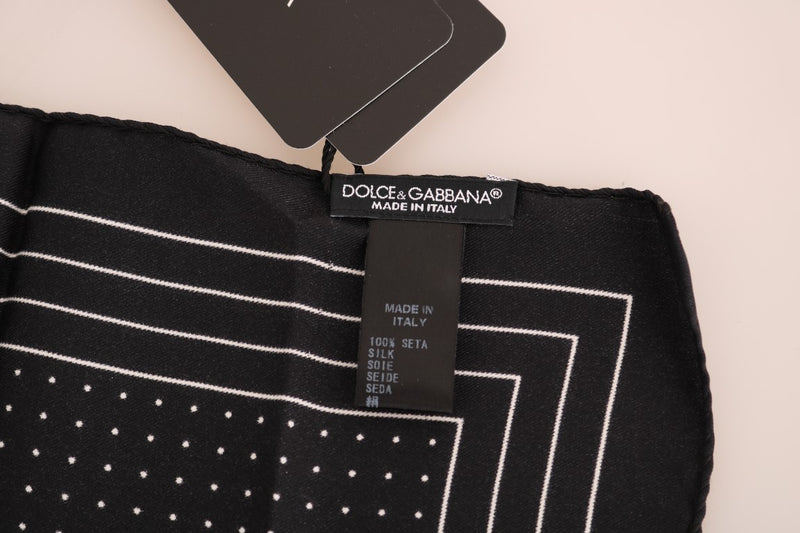 DOLCE&GABBANA®
MADE IN ITALY
MADE IN
ITALY
100% SETA
SILK
SOIE
SEIDE
SEDA
絹